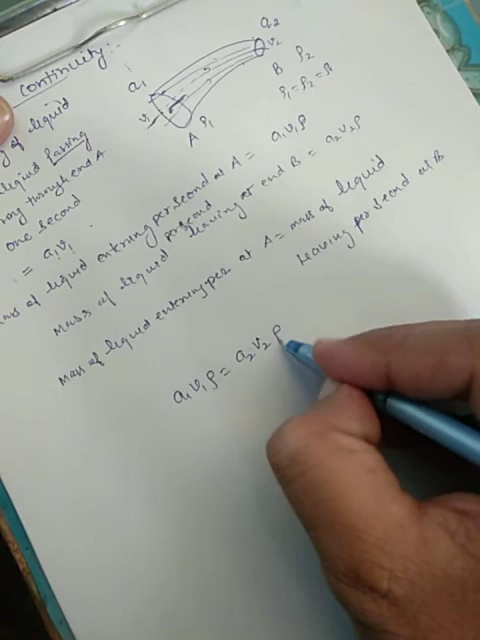 continuity:-
a1
a2
v1
v2
A ρ1
B ρ2
ρ1=ρ2=ρ
of liquid
liquid passing
through end A
one second
= a1v1
mass of liquid entering per second at A = a1v1ρ
mass of liquid per second leaving at end B = a2v2ρ
mass of liquid entering per at A = mass of liquid
leaving per second at B
a1v1ρ = a2v2ρ